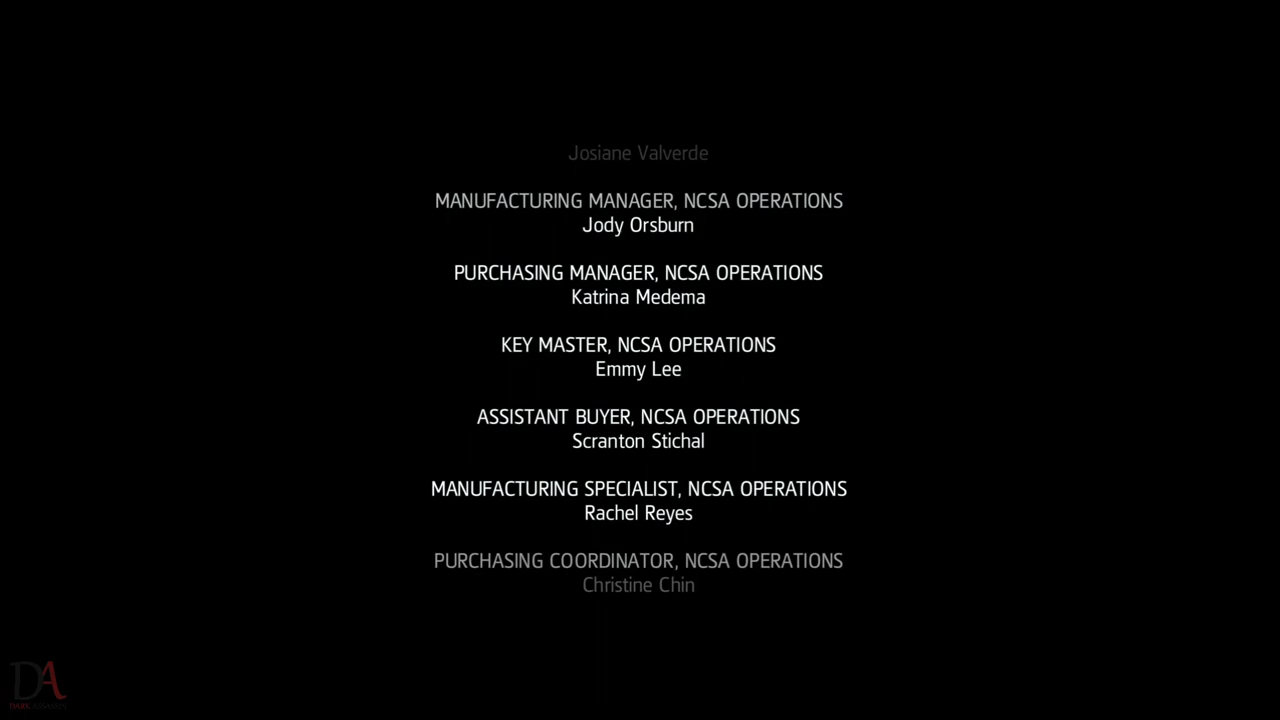 Josiane Valverde
MANUFACTURING MANAGER, NCSA OPERATIONS
Jody Orsburn
PURCHASING MANAGER, NCSA OPERATIONS
Katrina Medema
KEY MASTER, NCSA OPERATIONS
Emmy Lee
ASSISTANT BUYER, NCSA OPERATIONS
Scranton Stichal
MANUFACTURING SPECIALIST, NCSA OPERATIONS
Rachel Reyes
PURCHASING COORDINATOR, NCSA OPERATIONS
Christine Chin
DA